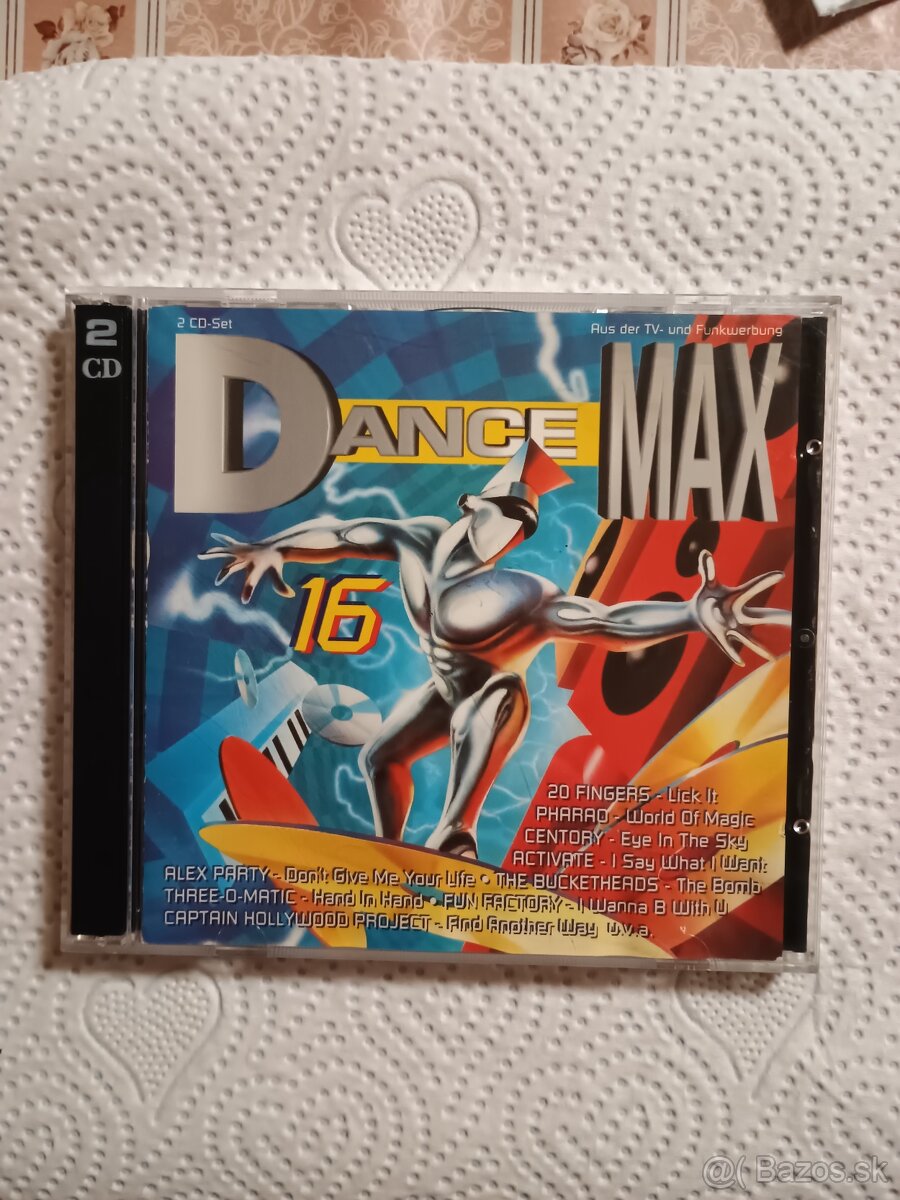 2
CD
2 CD-Set
Aus der TV- und Funkwerbung
DANCE MAX
16
20 FINGERS - Lick It
PHARAO - World Of Magic
CENTORY - Eye In The Sky
ACTIVATE - I Say What I Want
ALEX PARTY - Don't Give Me Your Life • THE BUCKETHEADS - The Bomb
THREE-O-MATIC - Hand In Hand • FUN FACTORY - I Wanna B With U
CAPTAIN HOLLYWOOD PROJECT - Find Another Way u.v.a.
@( Bazos.sk